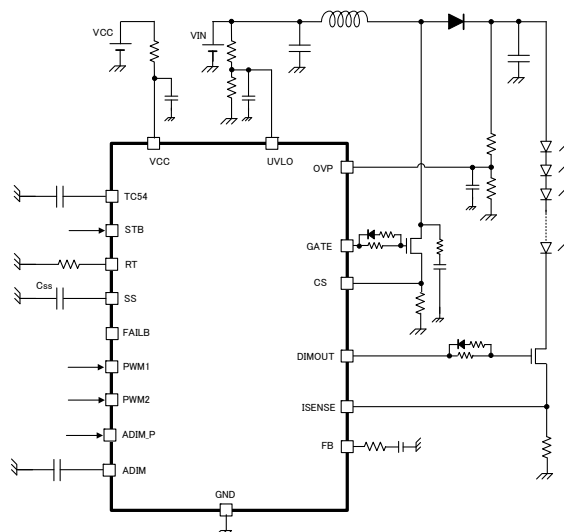 VCC
VIN
VCC
UVLO
OVP
TC54
STB
GATE
RT
CS
Css
SS
FAILB
DIMOUT
PWM1
PWM2
ISENSE
ADIM_P
FB
ADIM
GND